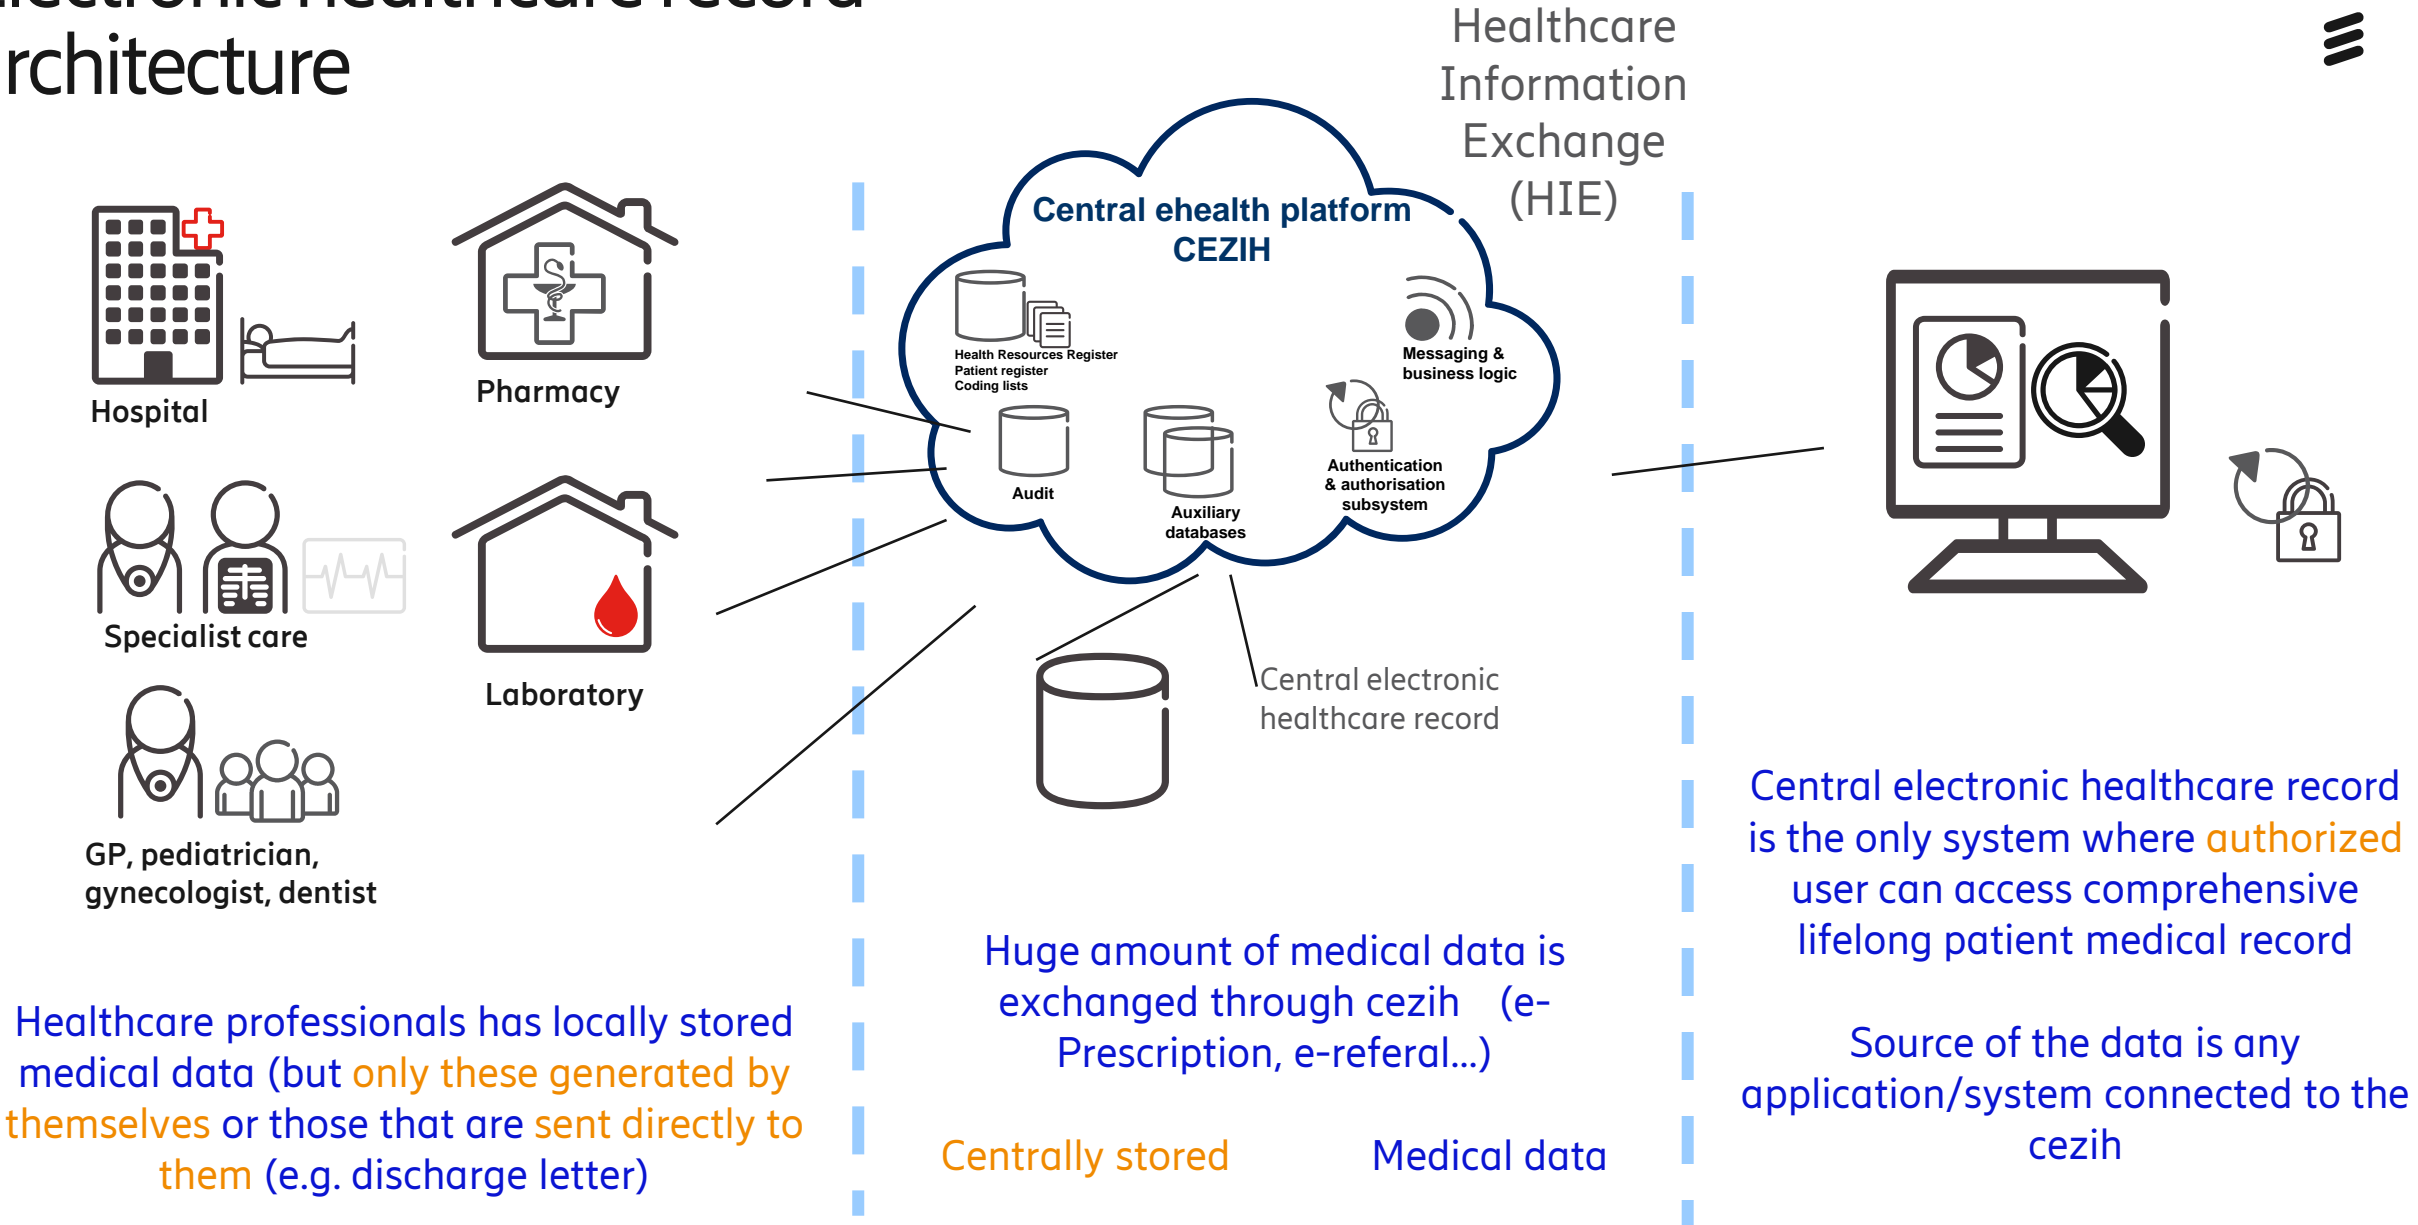 rchitecture
Healthcare
Information
Exchange
(HIE)
Central ehealth platform
CEZIH
Health Resources Register
Patient register
Coding lists
Messaging &
business logic
Audit
Auxiliary
databases
Authentication
& authorisation
subsystem
Hospital
Pharmacy
Specialist care
Laboratory
GP, pediatrician,
gynecologist, dentist
Central electronic
healthcare record
Healthcare professionals has locally stored
medical data (but only these generated by
themselves or those that are sent directly to
them (e.g. discharge letter)
Huge amount of medical data is
exchanged through cezih (e-
Prescription, e-referal...)
Centrally stored Medical data
Central electronic healthcare record
is the only system where authorized
user can access comprehensive
lifelong patient medical record
Source of the data is any
application/system connected to the
cezih